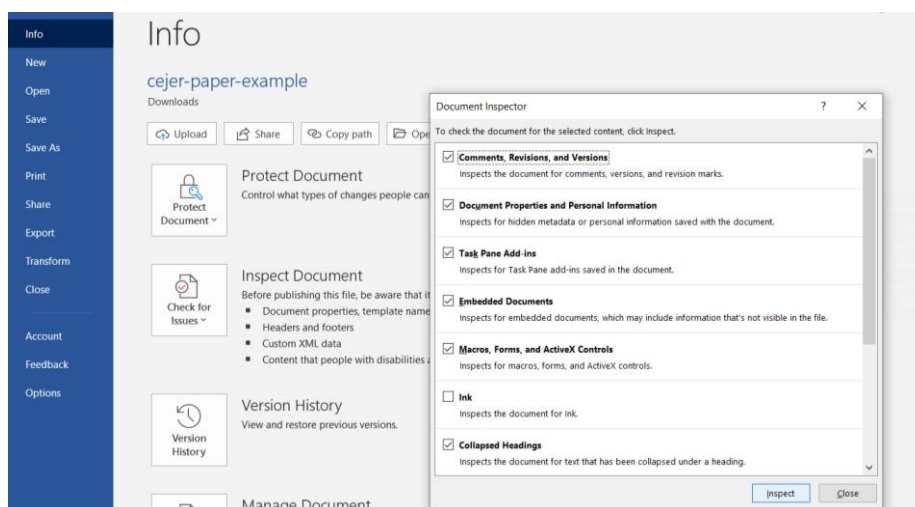 Info
New
Open
Save
Save As
Print
Share
Export
Transform
Close
Account
Feedback
Options
Info
cejer-paper-example
Downloads
Upload
Share
Copy path
Ope
Protect
Document
Protect Document
Control what types of changes people can
Check for
Issues
Inspect Document
Before publishing this file, be aware that it
Document properties, template name
Headers and footers
Custom XML data
Content that people with disabilities a
Version
History
Version History
View and restore previous versions.
Manage Document
Document Inspector
?
To check the document for the selected content, click Inspect.
Comments, Revisions, and Versions
Inspects the document for comments, versions, and revision marks.
Document Properties and Personal Information
Inspects for hidden metadata or personal information saved with the document.
Task Pane Add-ins
Inspects for Task Pane add-ins saved in the document.
Embedded Documents
Inspects for embedded documents, which may include information that's not visible in the file.
Macros, Forms, and ActiveX Controls
Inspects for macros, forms, and ActiveX controls.
Ink
Inspects the document for Ink.
Collapsed Headings
Inspects the document for text that has been collapsed under a heading.
Inspect
Close